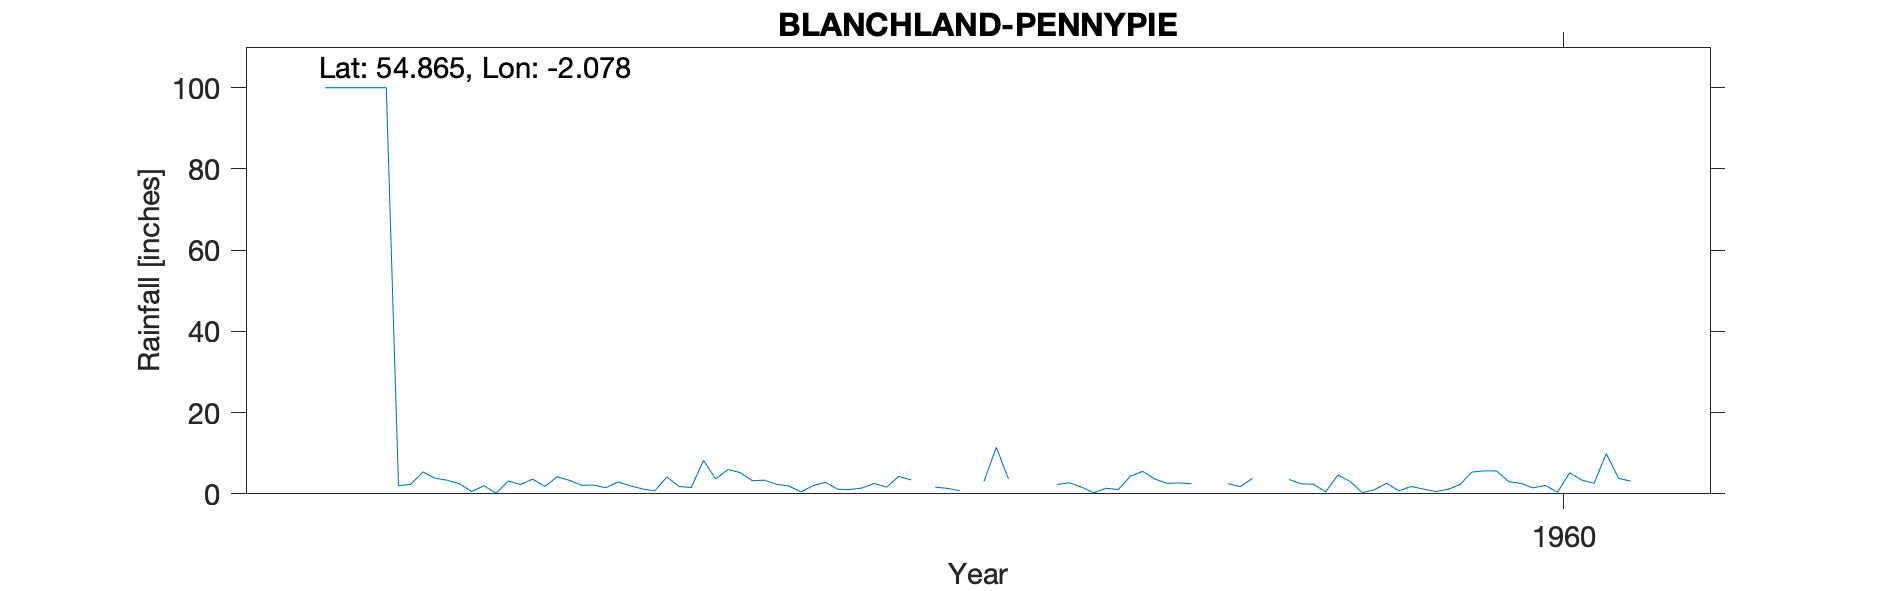 BLANCHLAND-PENNYPIE
Lat: 54.865, Lon: -2.078
100
80
60
40
20
0
Rainfall [inches]
1960
Year